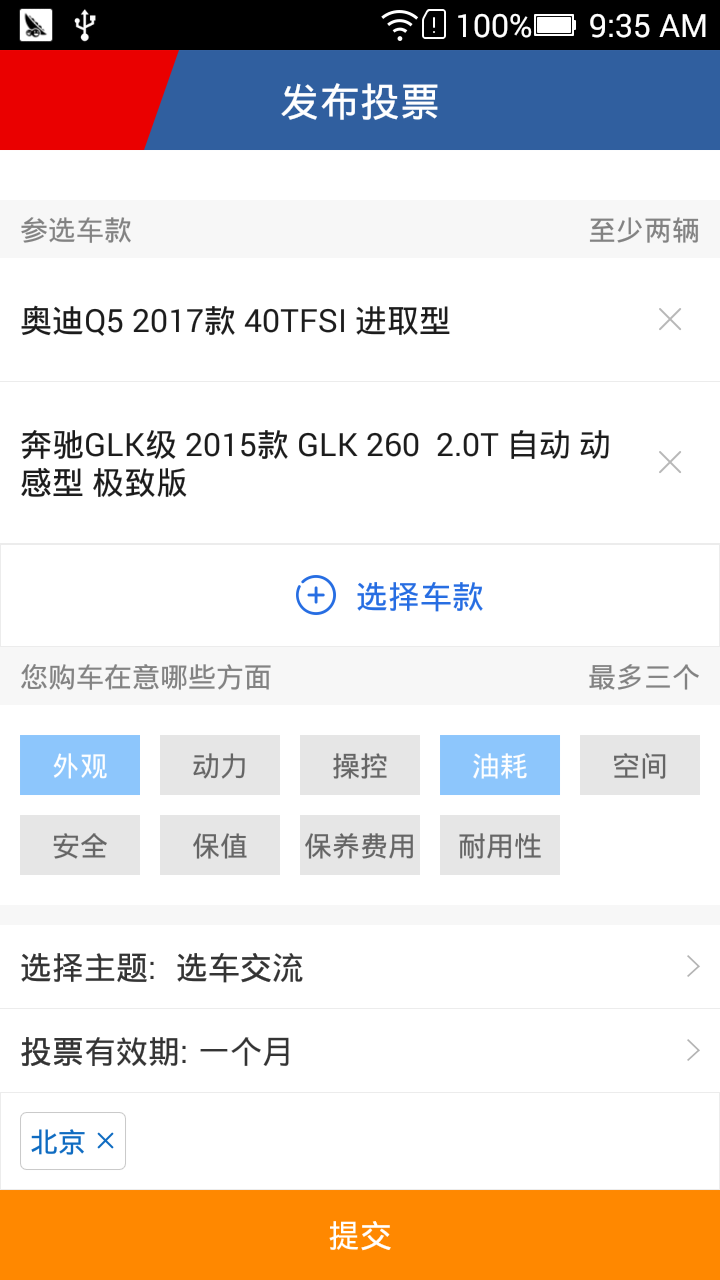 100% 9:35 AM
发布投票
参选车款 至少两辆
奥迪Q5 2017款 40TFSI 进取型
奔驰GLK级 2015款 GLK 260  2.0T 自动 动
感型 极致版
选择车款
您购车在意哪些方面 最多三个
外观 动力 操控 油耗 空间
安全 保值 保养费用 耐用性
选择主题: 选车交流
投票有效期: 一个月
北京
提交